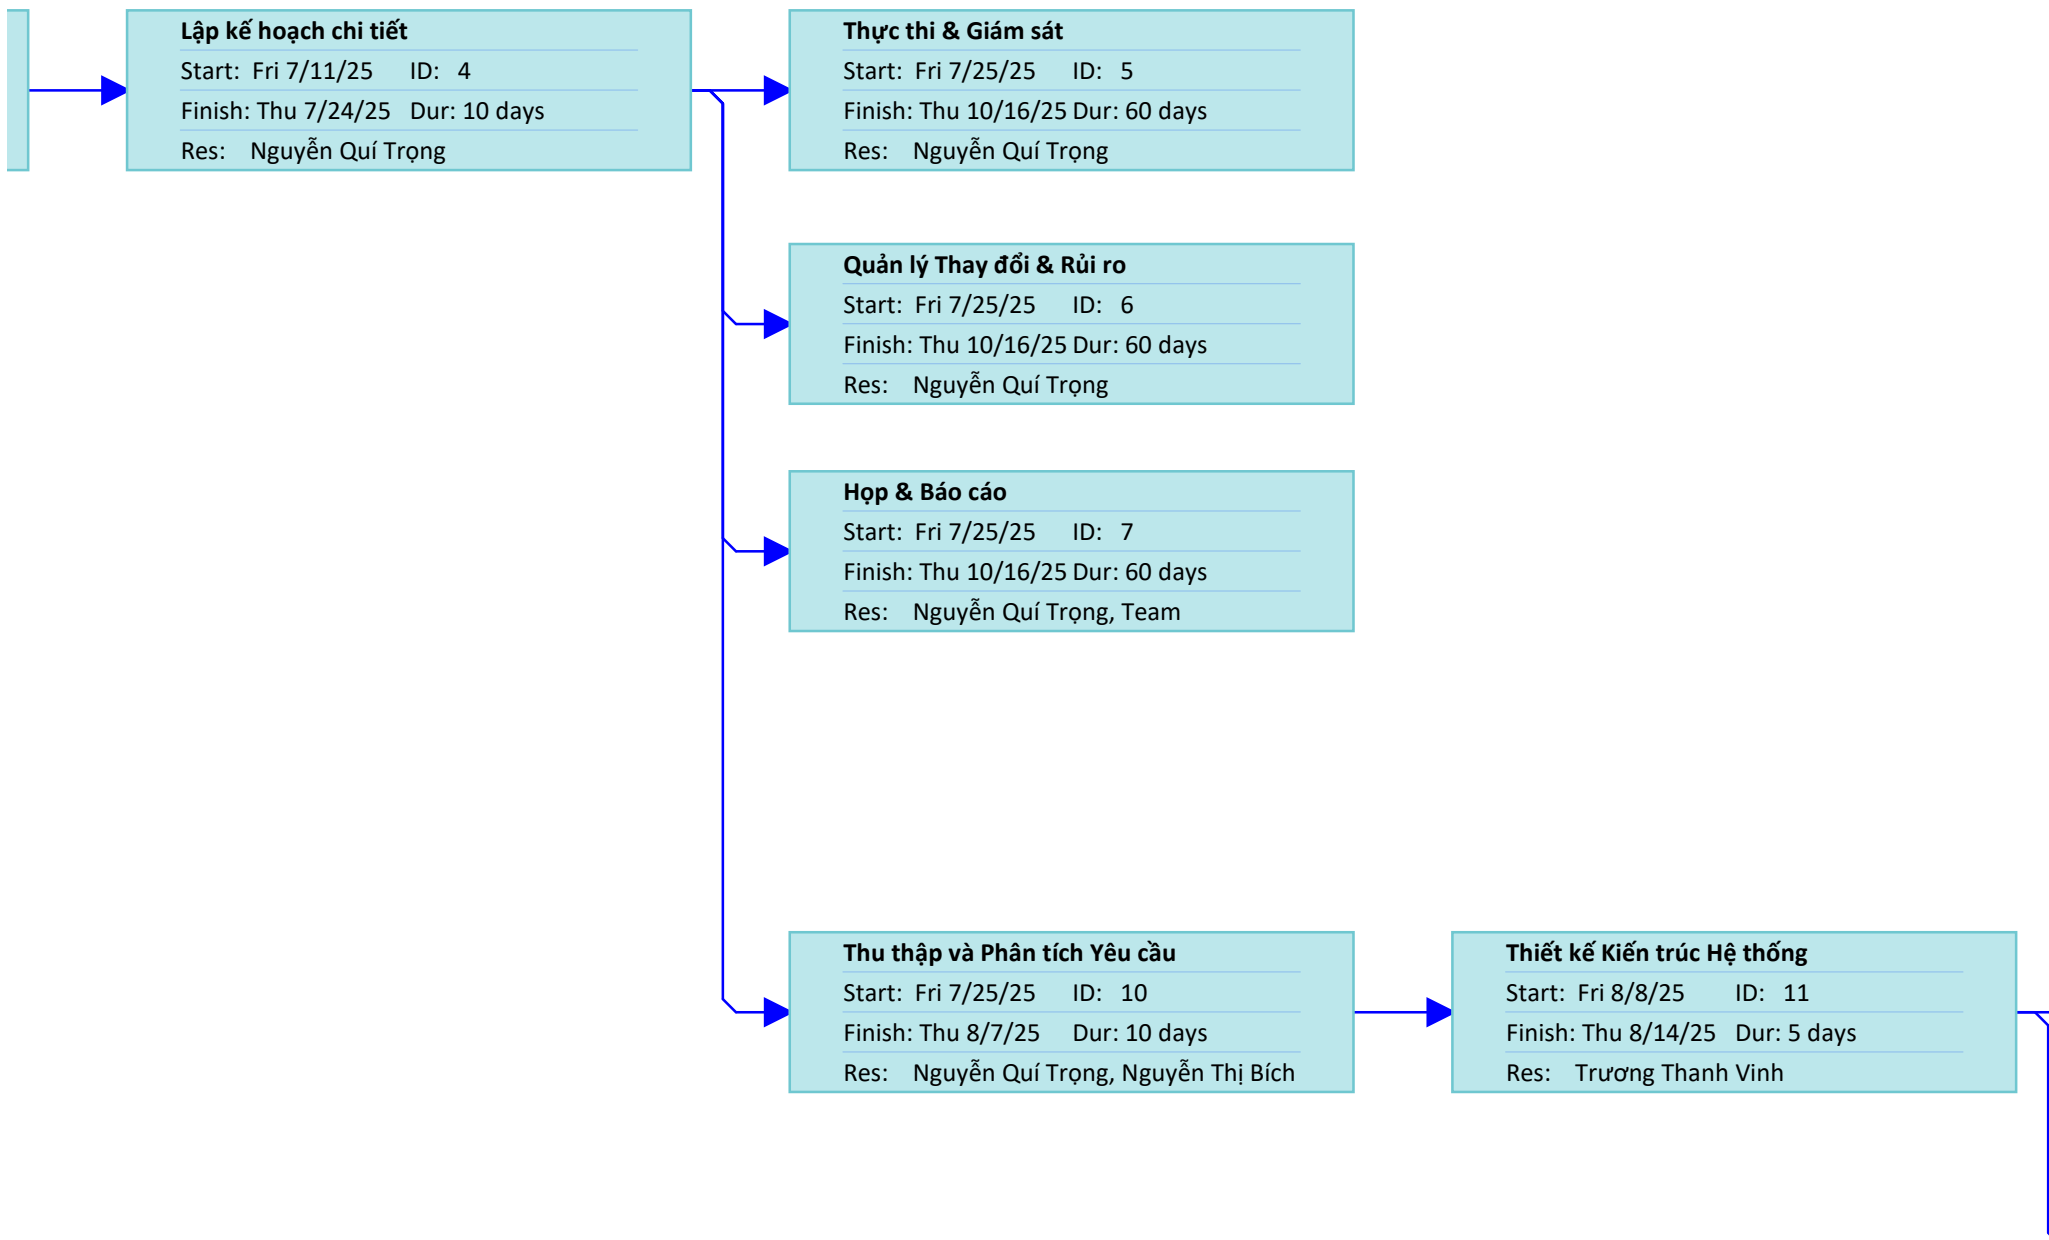 Lập kế hoạch chi tiết
Start: Fri 7/11/25 ID: 4
Finish: Thu 7/24/25 Dur: 10 days
Res: Nguyễn Quí Trọng
Thực thi & Giám sát
Start: Fri 7/25/25 ID: 5
Finish: Thu 10/16/25 Dur: 60 days
Res: Nguyễn Quí Trọng
Quản lý Thay đổi & Rủi ro
Start: Fri 7/25/25 ID: 6
Finish: Thu 10/16/25 Dur: 60 days
Res: Nguyễn Quí Trọng
Họp & Báo cáo
Start: Fri 7/25/25 ID: 7
Finish: Thu 10/16/25 Dur: 60 days
Res: Nguyễn Quí Trọng, Team
Thu thập và Phân tích Yêu cầu
Start: Fri 7/25/25 ID: 10
Finish: Thu 8/7/25 Dur: 10 days
Res: Nguyễn Quí Trọng, Nguyễn Thị Bích
Thiết kế Kiến trúc Hệ thống
Start: Fri 8/8/25 ID: 11
Finish: Thu 8/14/25 Dur: 5 days
Res: Trương Thanh Vinh